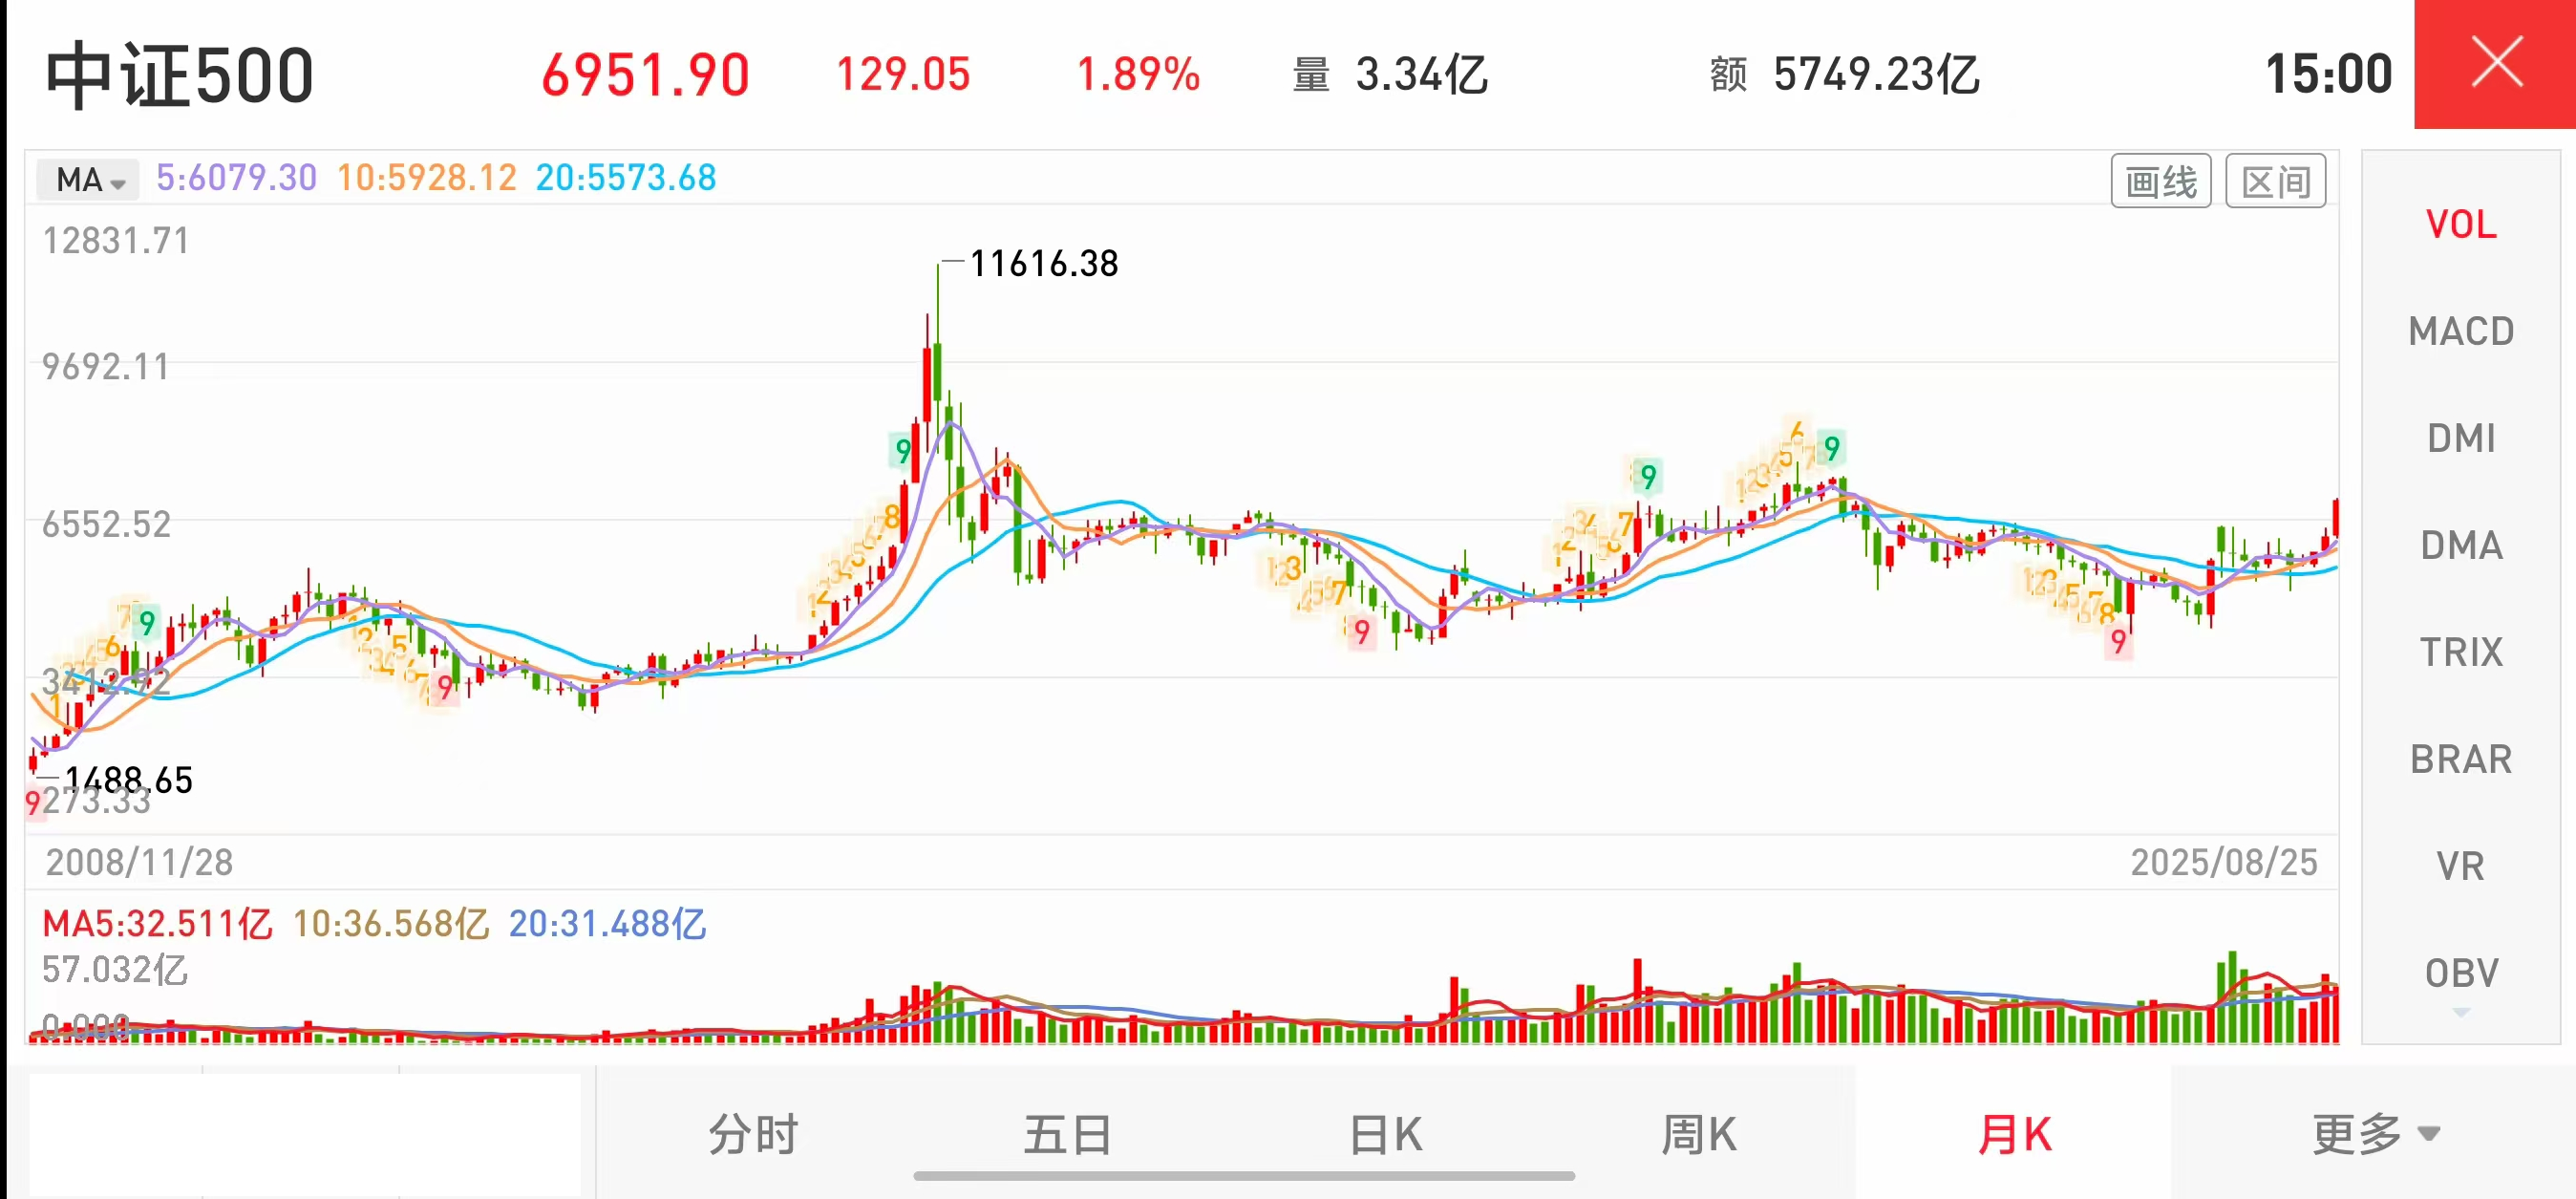 中证500 6951.90 129.05 1.89% 量 3.34亿 额 5749.23亿 15:00
MA 5:6079.30 10:5928.12 20:5573.68 画线 区间
12831.71
11616.38
9692.11
6552.52
3412.92
1488.65
273.33
2008/11/28 2025/08/25
MA5:32.511亿 10:36.568亿 20:31.488亿
57.032亿
0.000
VOL
MACD
DMI
DMA
TRIX
BRAR
VR
OBV
分时 五日 日K 周K 月K 更多